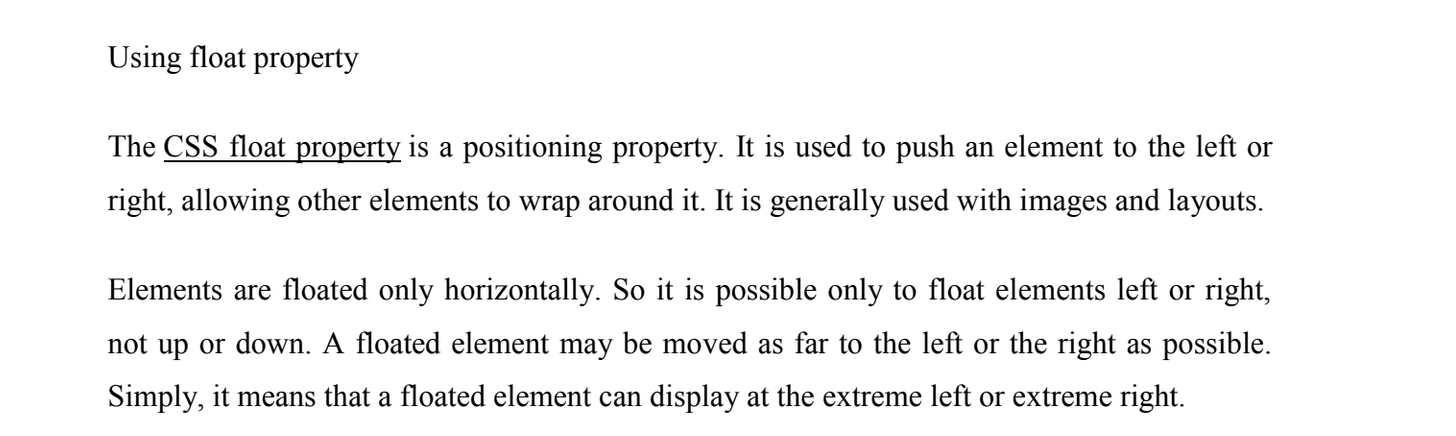 Using float property
The CSS float property is a positioning property. It is used to push an element to the left or
right, allowing other elements to wrap around it. It is generally used with images and layouts.
Elements are floated only horizontally. So it is possible only to float elements left or right,
not up or down. A floated element may be moved as far to the left or the right as possible.
Simply, it means that a floated element can display at the extreme left or extreme right.